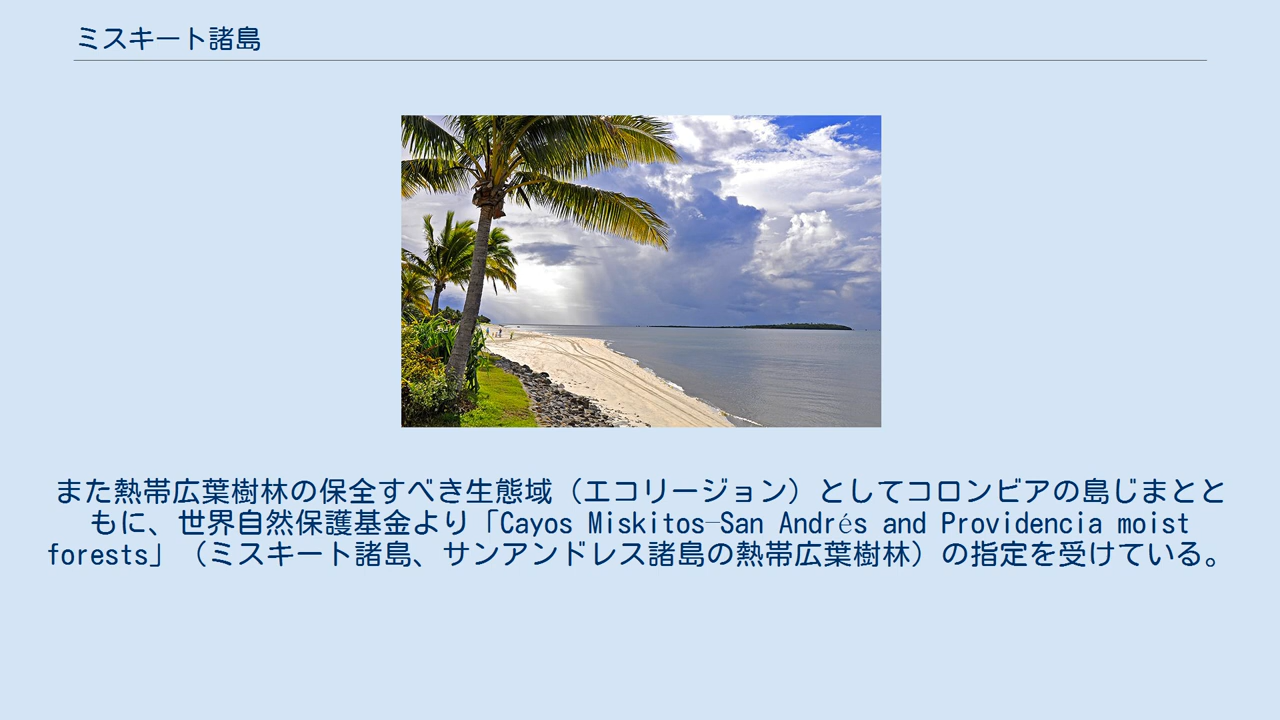 ミスキート諸島
また熱帯広葉樹林の保全すべき生態域（エコリージョン）としてコロンビアの島じまとと
もに、世界自然保護基金より「Cayos Miskitos–San Andrés and Providencia moist
forests」（ミスキート諸島、サンアンドレス諸島の熱帯広葉樹林）の指定を受けている。